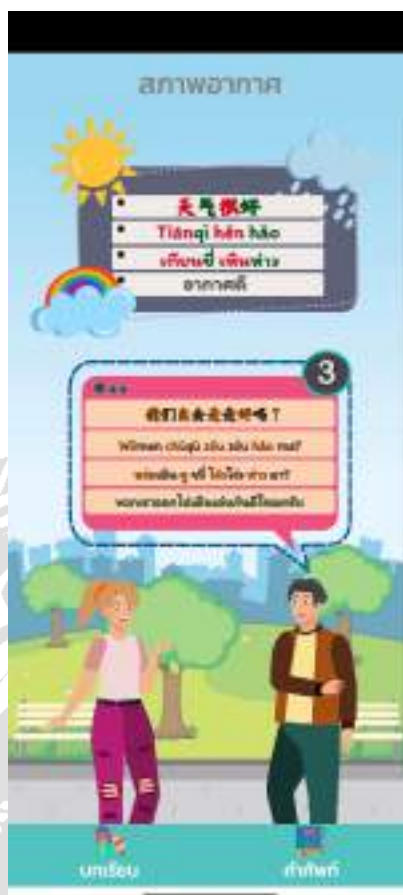 สภาพอากาศ
天气很好
Tiānqì hěn hǎo
เทียนชี่ เหิ่นห่าว
อากาศดี
3
我们出去走走好吗？
Wǒmen chūqù zǒu zǒu hǎo ma?
พวกเราออกไปเดินเล่นกันดีไหมครับ
บทเรียน
คำศัพท์